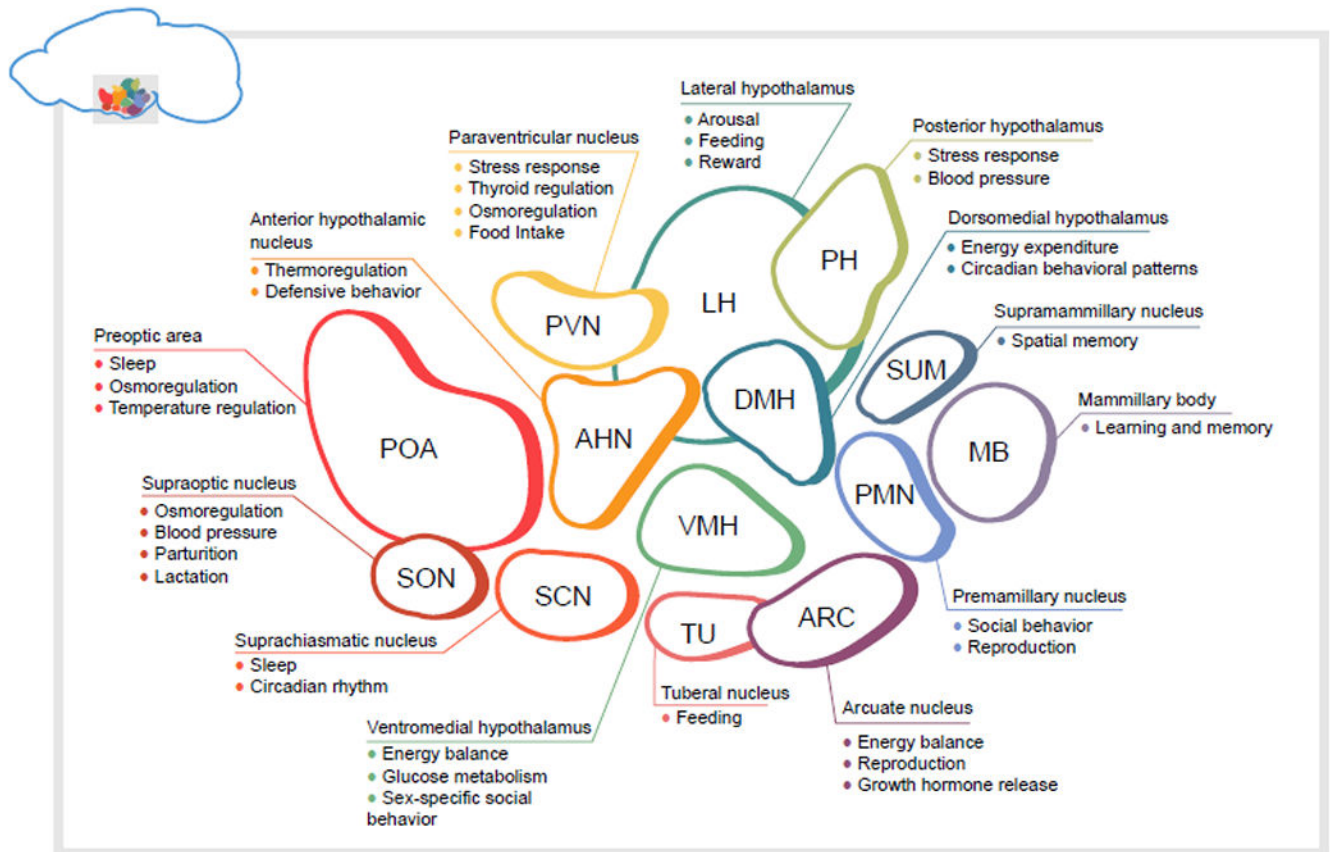 Lateral hypothalamus
Arousal
Feeding
Reward
Posterior hypothalamus
Stress response
Blood pressure
Paraventricular nucleus
Stress response
Thyroid regulation
Osmoregulation
Food Intake
Anterior hypothalamic
nucleus
Thermoregulation
Defensive behavior
Dorsomedial hypothalamus
Energy expenditure
Circadian behavioral patterns
Supramammillary nucleus
Spatial memory
Preoptic area
Sleep
Osmoregulation
Temperature regulation
Mammillary body
Learning and memory
PH
LH
PVN
SUM
DMH
AHN
POA
MB
PMN
VMH
Supraoptic nucleus
Osmoregulation
Blood pressure
Parturition
Lactation
SON
SCN
TU
ARC
Premamillary nucleus
Social behavior
Reproduction
Suprachiasmatic nucleus
Sleep
Circadian rhythm
Tuberal nucleus
Feeding
Arcuate nucleus
Energy balance
Reproduction
Growth hormone release
Ventromedial hypothalamus
Energy balance
Glucose metabolism
Sex-specific social
behavior